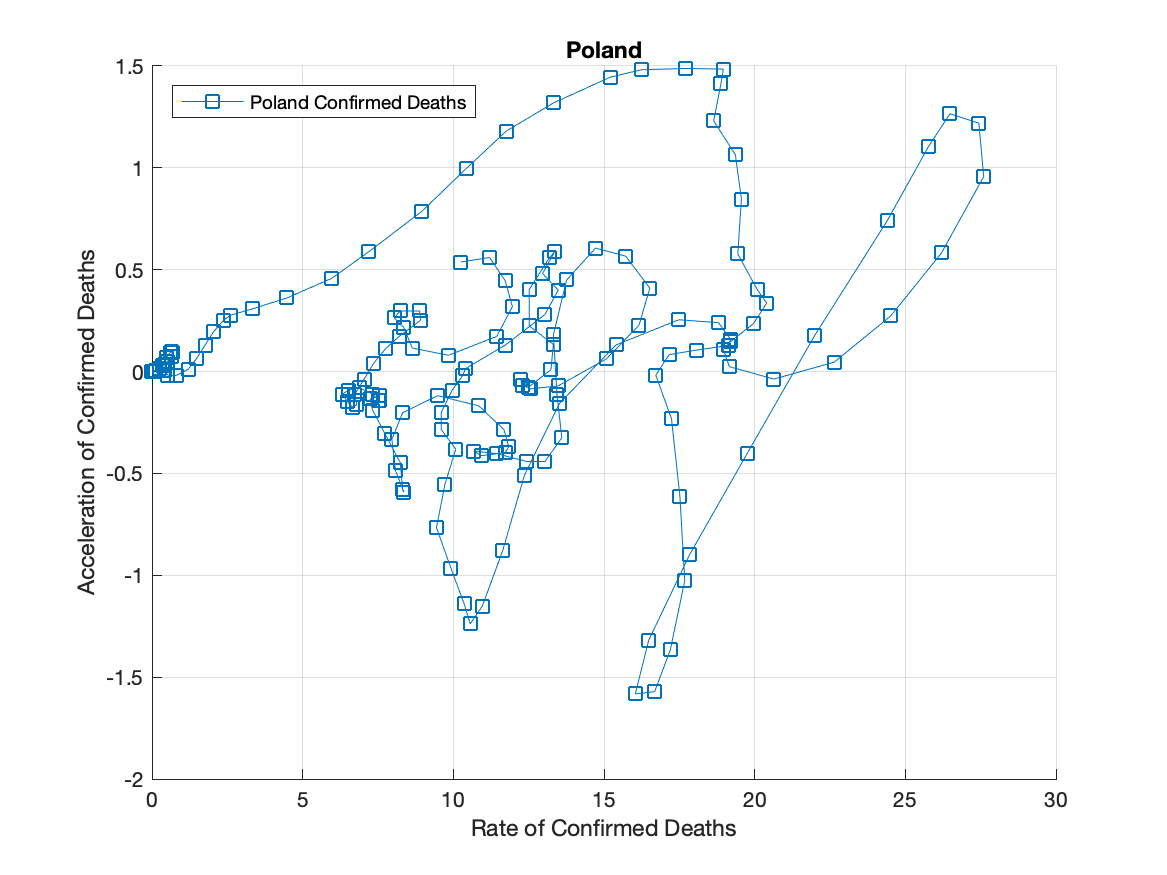 Poland
1.5
Poland Confirmed Deaths
1
0.5
0
-0.5
-1
-1.5
-2
Acceleration of Confirmed Deaths
0 5 10 15 20 25 30
Rate of Confirmed Deaths